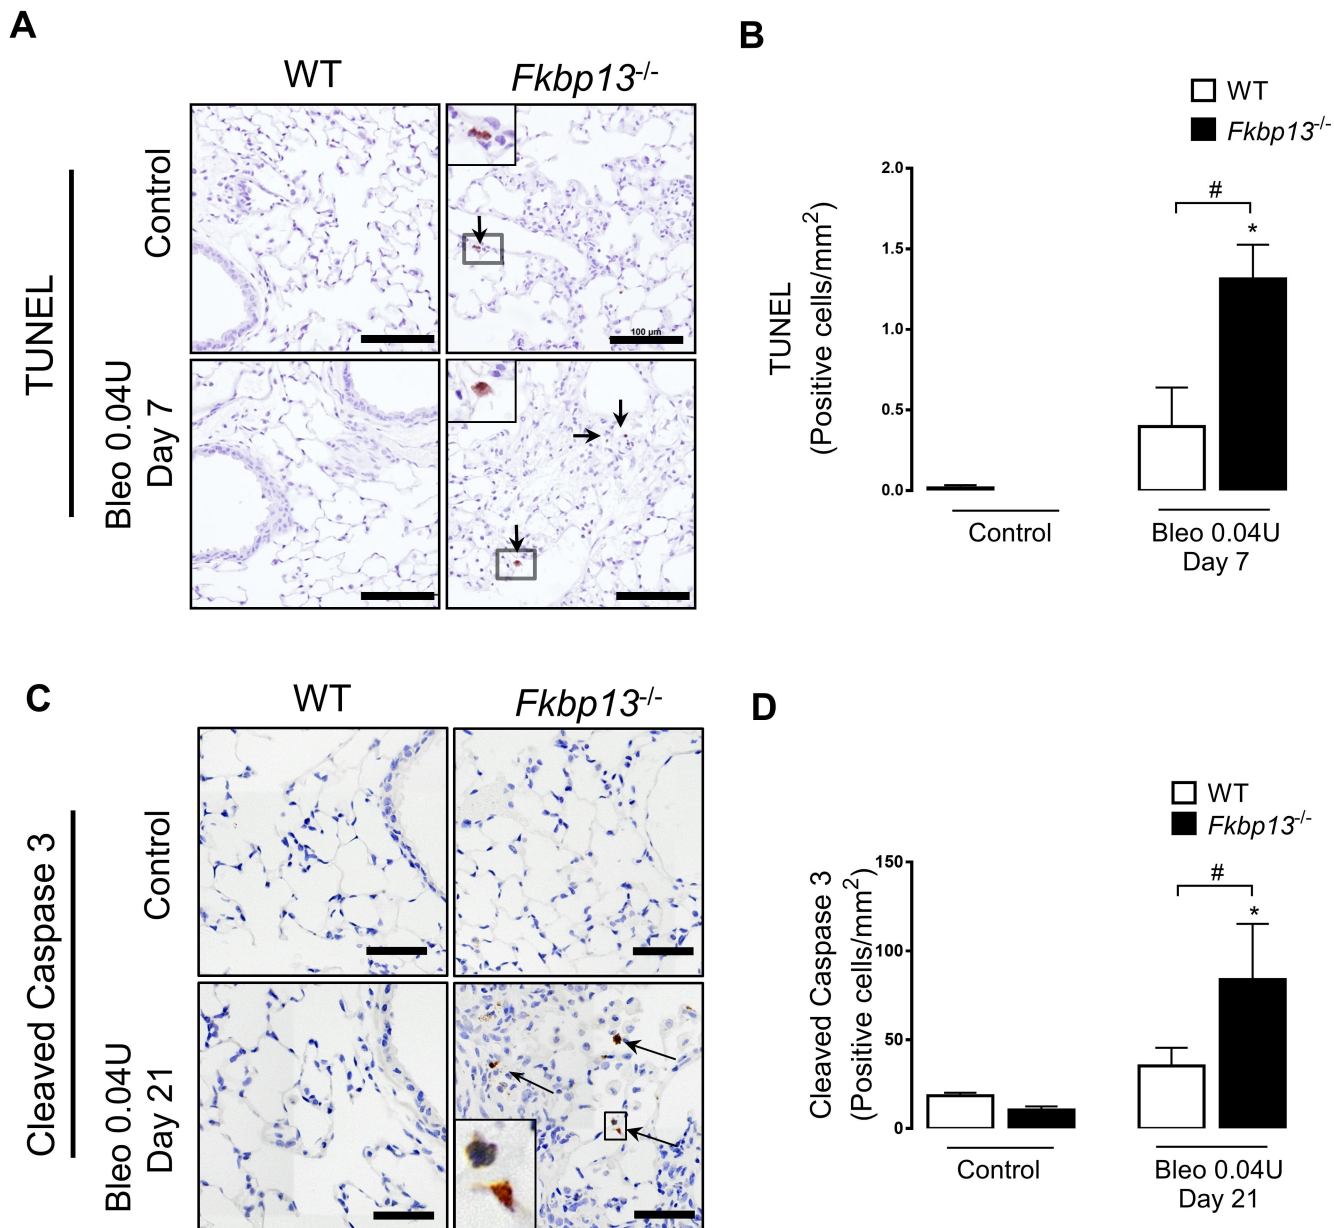 A
WT
Fkbp13-/-
TUNEL
Control
100 µm
Bleo 0.04U
Day 7
B
WT
Fkbp13-/-
TUNEL
(Positive cells/mm2)
2.0
1.5
1.0
0.5
0.0
#
*
Control
Bleo 0.04U
Day 7
C
WT
Fkbp13-/-
Cleaved Caspase 3
Control
Bleo 0.04U
Day 21
D
WT
Fkbp13-/-
Cleaved Caspase 3
(Positive cells/mm2)
150
100
50
0
#
*
Control
Bleo 0.04U
Day 21